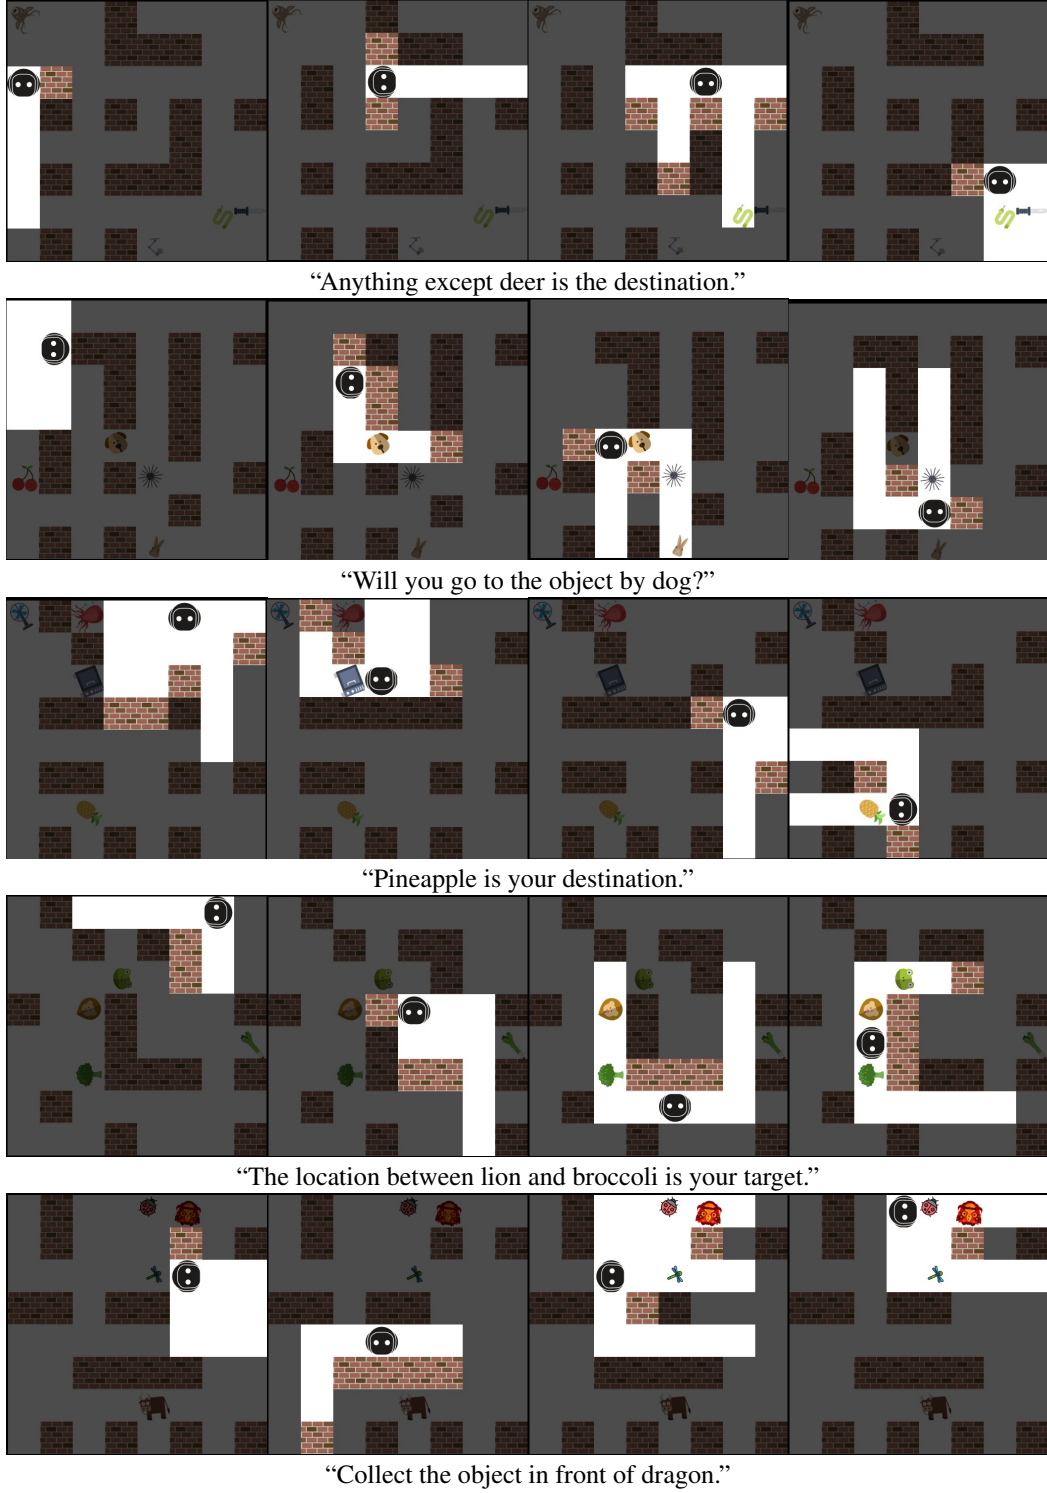 “Anything except deer is the destination.”
“Will you go to the object by dog?”
“Pineapple is your destination.”
“The location between lion and broccoli is your target.”
“Collect the object in front of dragon.”